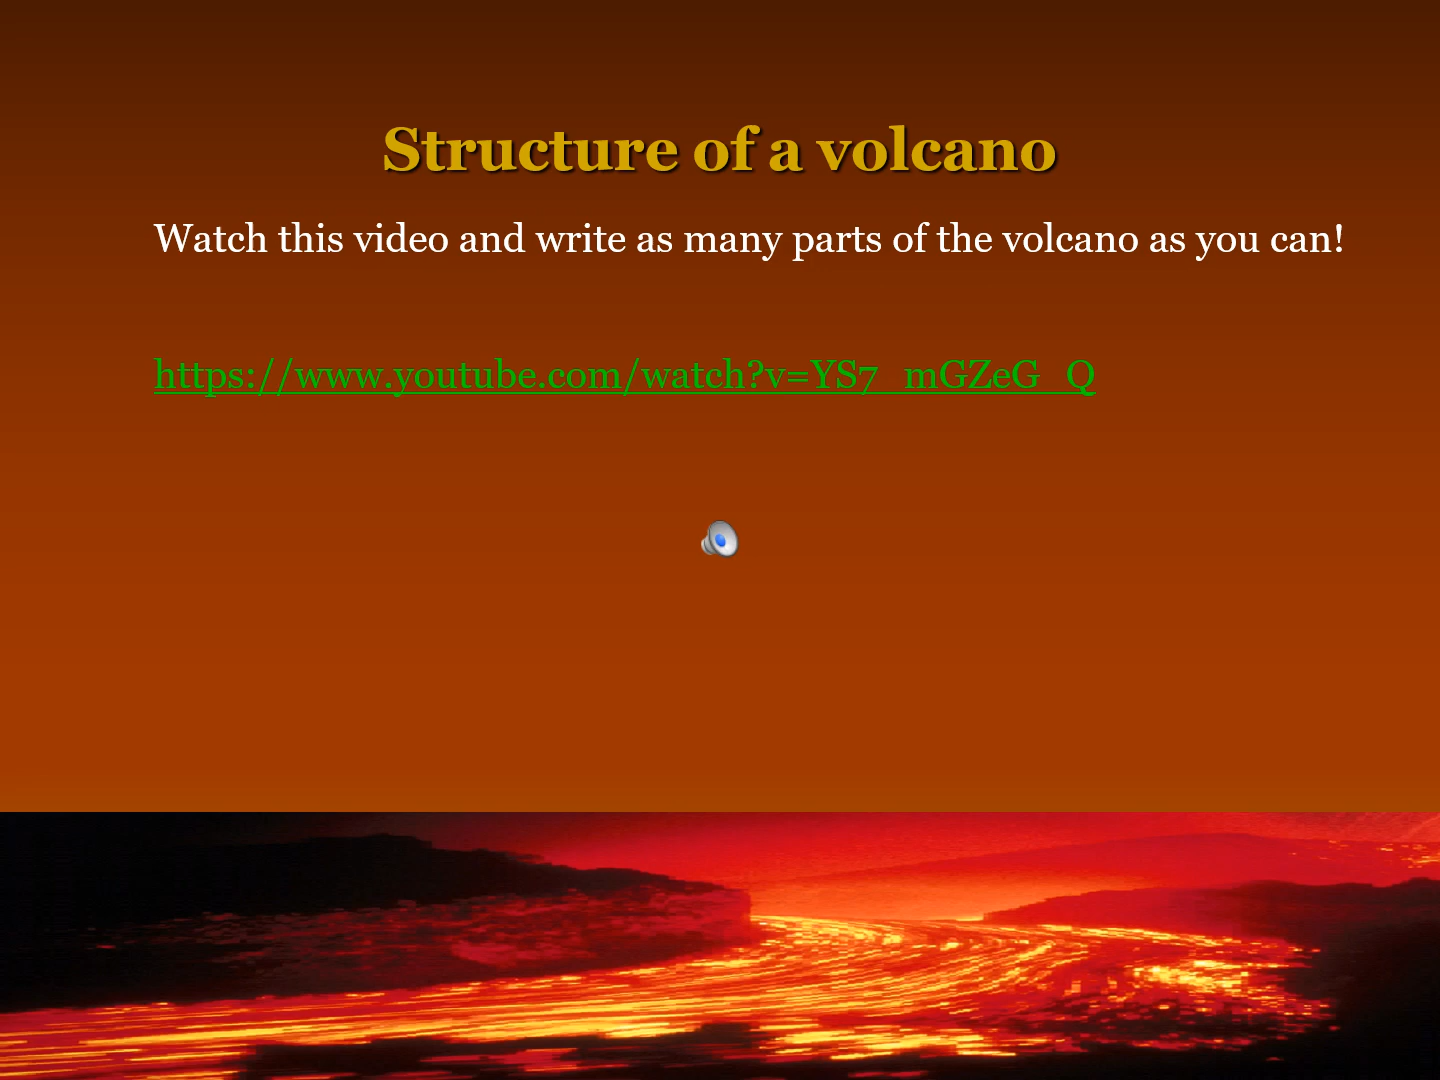 Structure of a volcano
Watch this video and write as many parts of the volcano as you can!
https://www.youtube.com/watch?v=YS7_mGZeG_Q